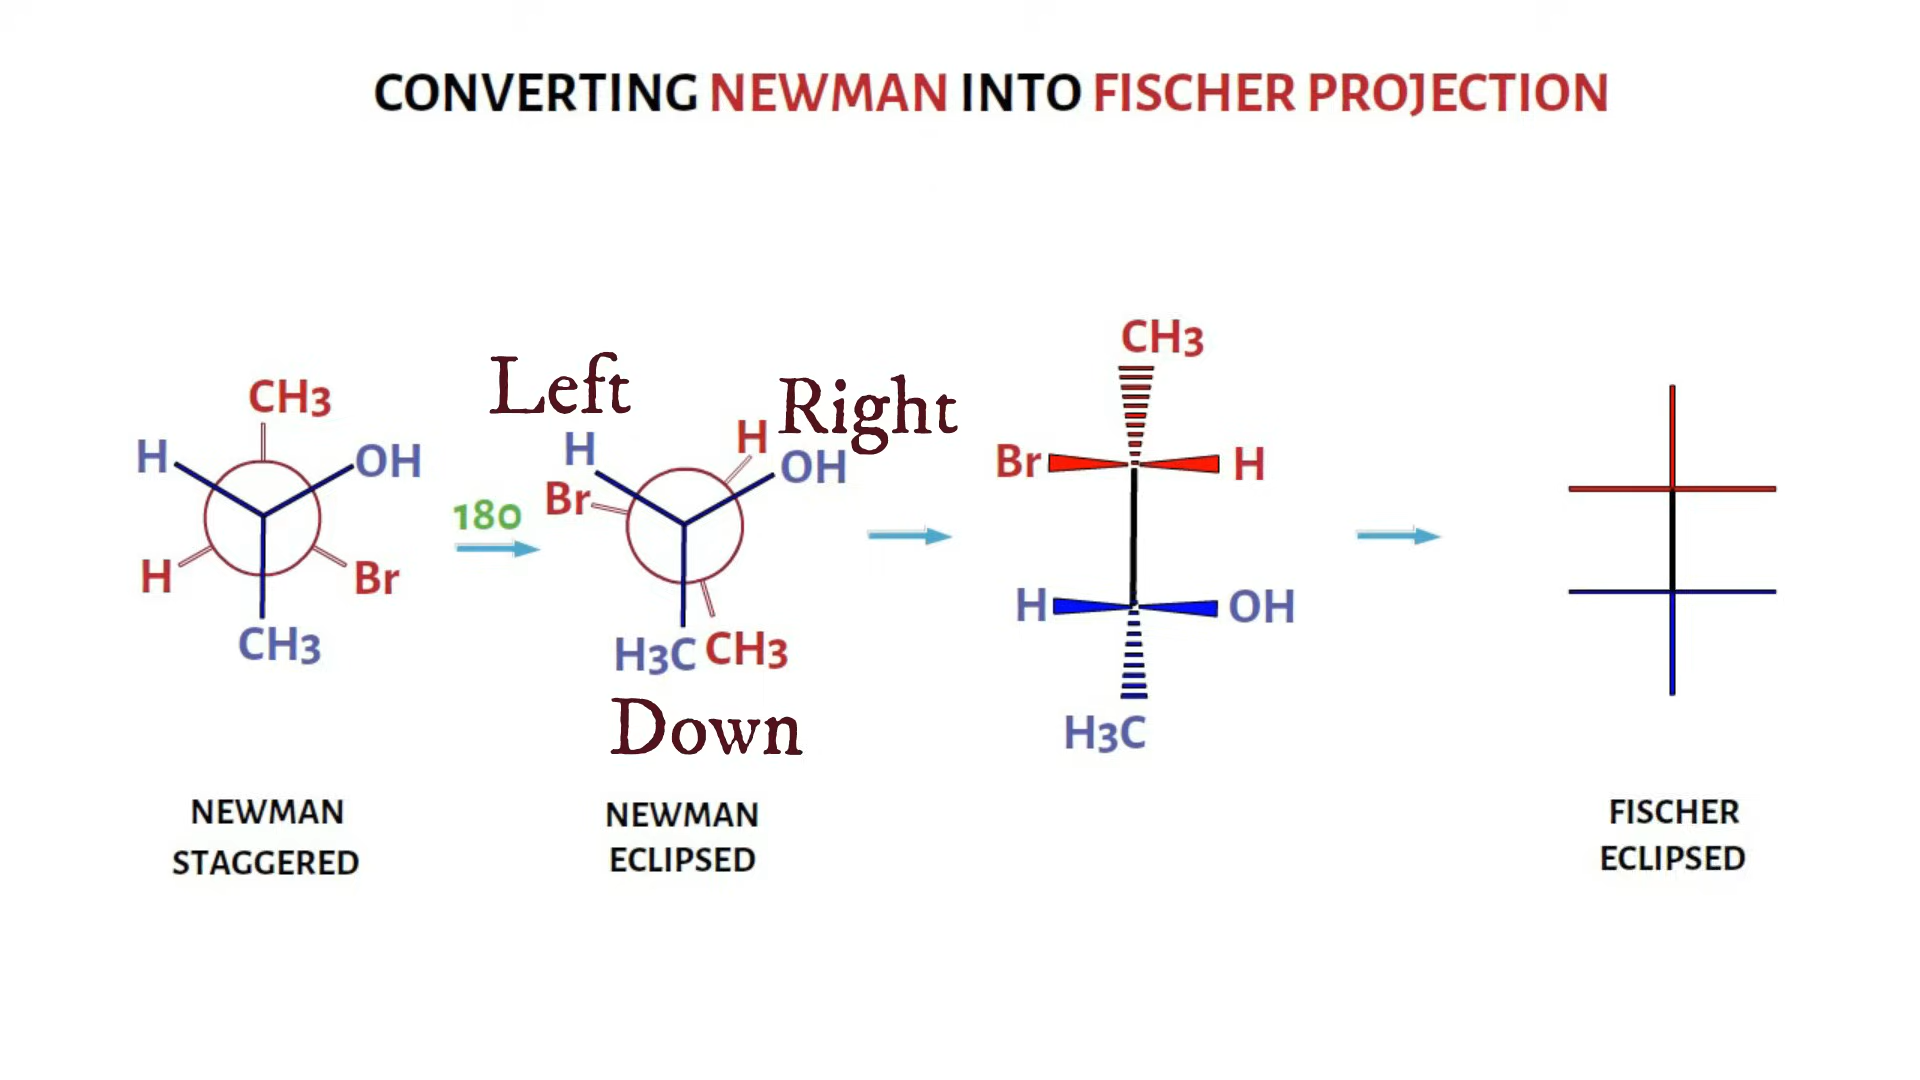 CONVERTING NEWMAN INTO FISCHER PROJECTION
CH3
H
OH
H
Br
CH3
NEWMAN
STAGGERED
180
Left
Right
H
H
OH
Br
H3C CH3
Down
NEWMAN
ECLIPSED
CH3
Br
H
H
OH
H3C
FISCHER
ECLIPSED